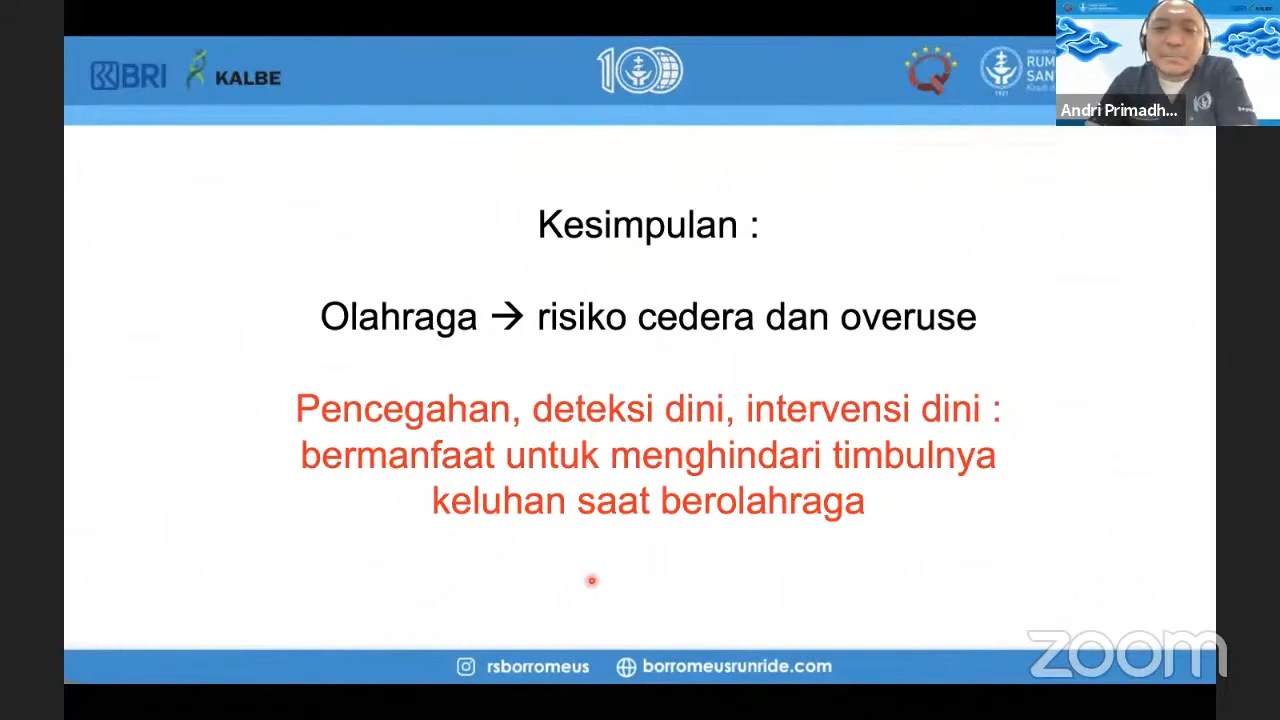 BRI
KALBE
100
RUM
SAN
Andri Primadh...
Kesimpulan :
Olahraga → risiko cedera dan overuse
Pencegahan, deteksi dini, intervensi dini :
bermanfaat untuk menghindari timbulnya
keluhan saat berolahraga
rsborromeus
borromeusrunride.com
zoom